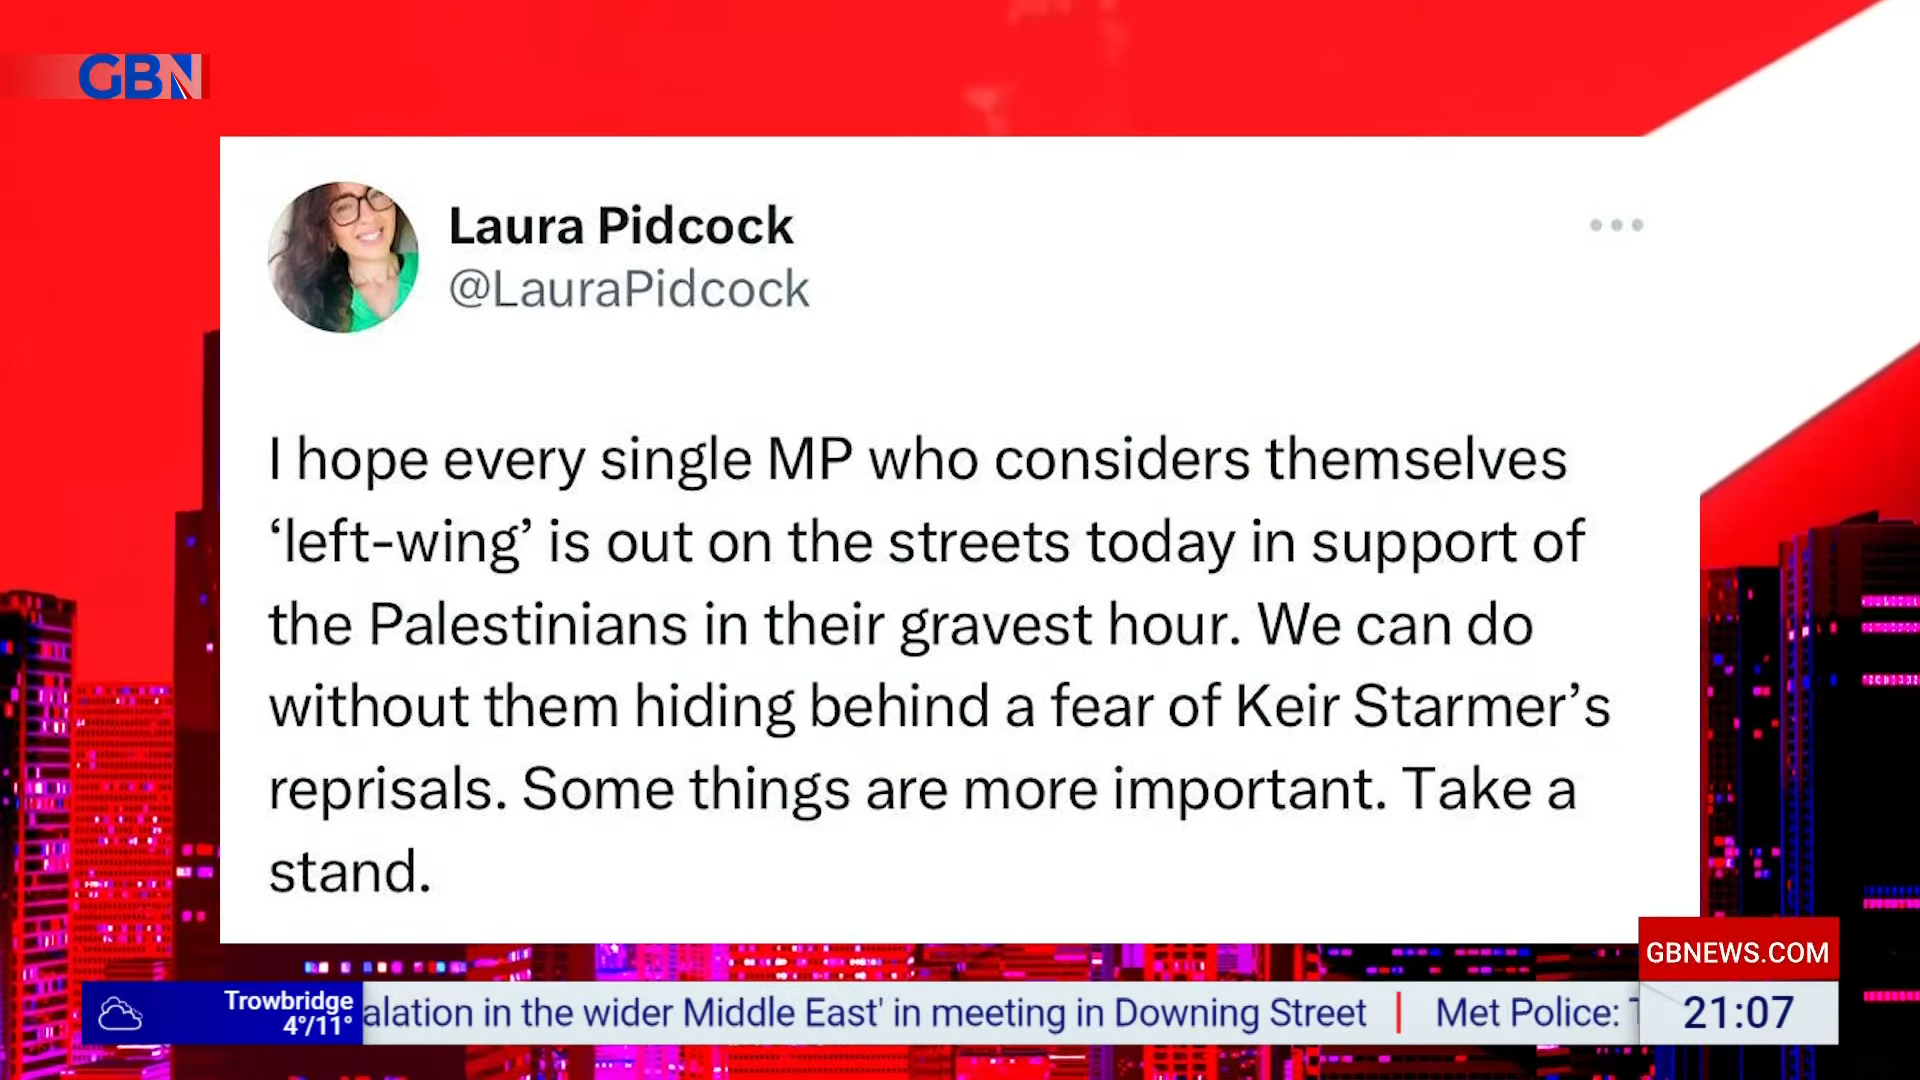 GBN
Laura Pidcock
@LauraPidcock
I hope every single MP who considers themselves
‘left-wing’ is out on the streets today in support of
the Palestinians in their gravest hour. We can do
without them hiding behind a fear of Keir Starmer’s
reprisals. Some things are more important. Take a
stand.
GBNEWS.COM
Trowbridge
4°/11°
alation in the wider Middle East' in meeting in Downing Street | Met Police:
21:07